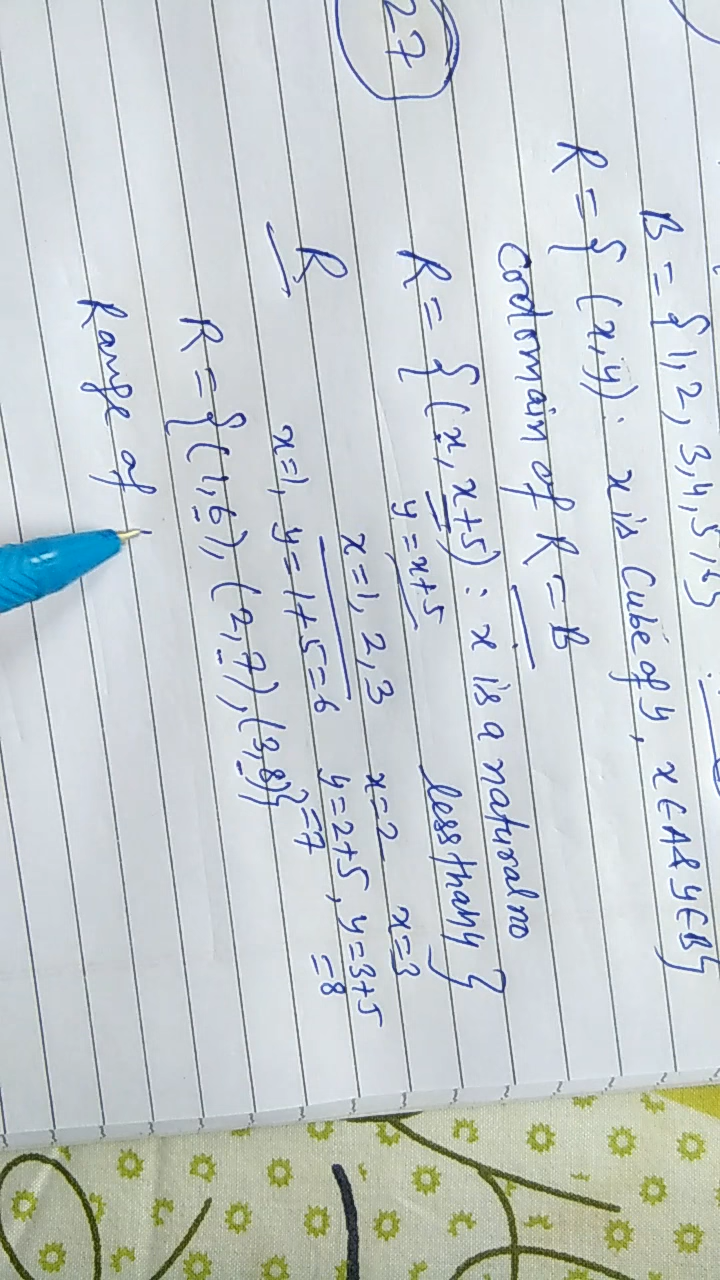 B = {1, 2, 3, 4, 5, 6}
R = { (x, y) : x is Cube of y, x ∈ A & y ∈ B}
Codomain of R = B
27
R = { (x, x+5) : x is a natural no
y = x+5 less than 4 }
R x = 1, 2, 3 x = 2 x = 3
x = 1, y = 1+5 = 6 y = 2+5, y = 3+5
= 7 = 8
R = {(1, 6), (2, 7), (3, 8)}
Range of